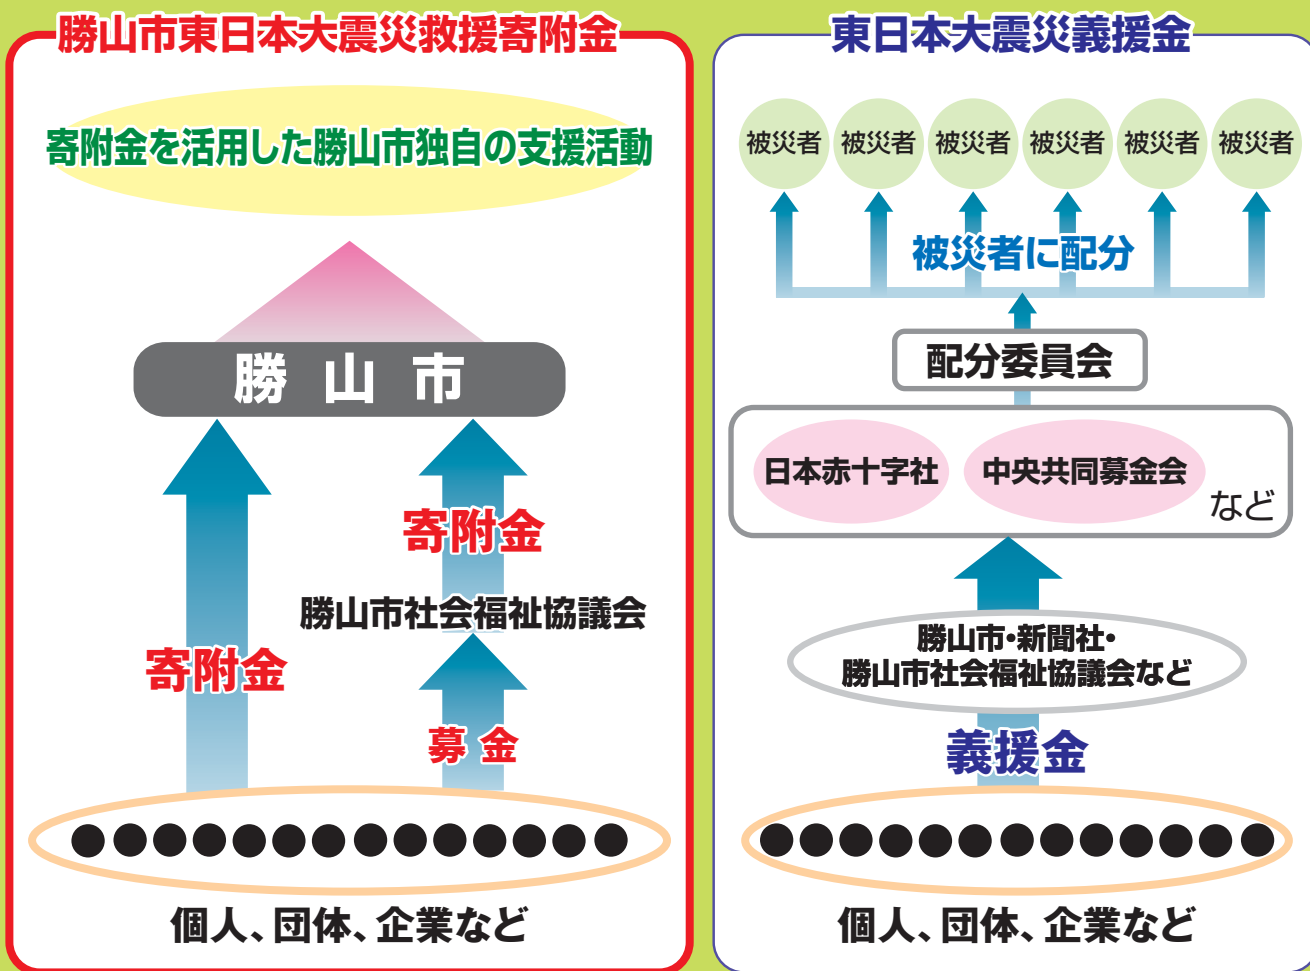 勝山市東日本大震災救援寄附金
寄附金を活用した勝山市独自の支援活動
勝山市
寄附金
勝山市社会福祉協議会
寄附金
募金
個人、団体、企業など
東日本大震災義援金
被災者 被災者 被災者 被災者 被災者 被災者
被災者に配分
配分委員会
日本赤十字社 中央共同募金会
など
勝山市・新聞社・
勝山市社会福祉協議会など
義援金
個人、団体、企業など